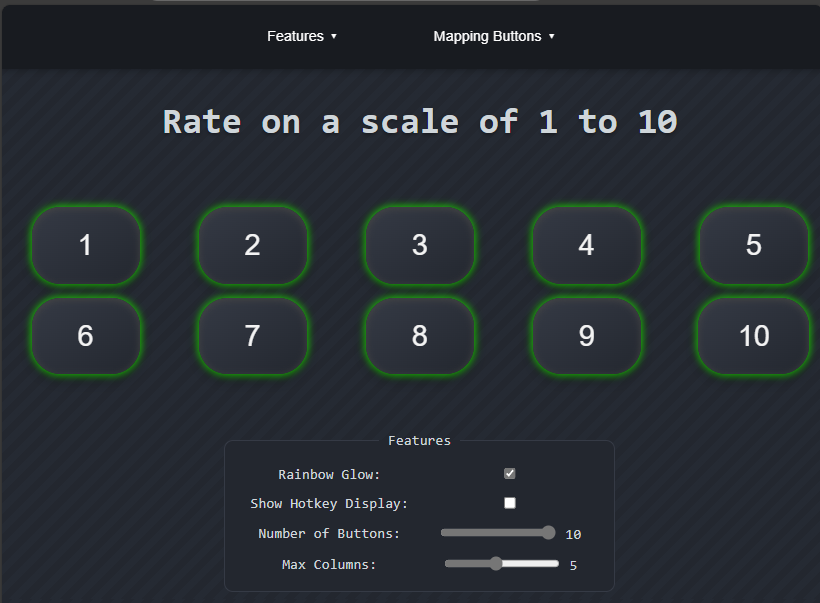 Features ▼ Mapping Buttons ▼
Rate on a scale of 1 to 10
1 2 3 4 5
6 7 8 9 10
Features
Rainbow Glow:
Show Hotkey Display:
Number of Buttons: 10
Max Columns: 5